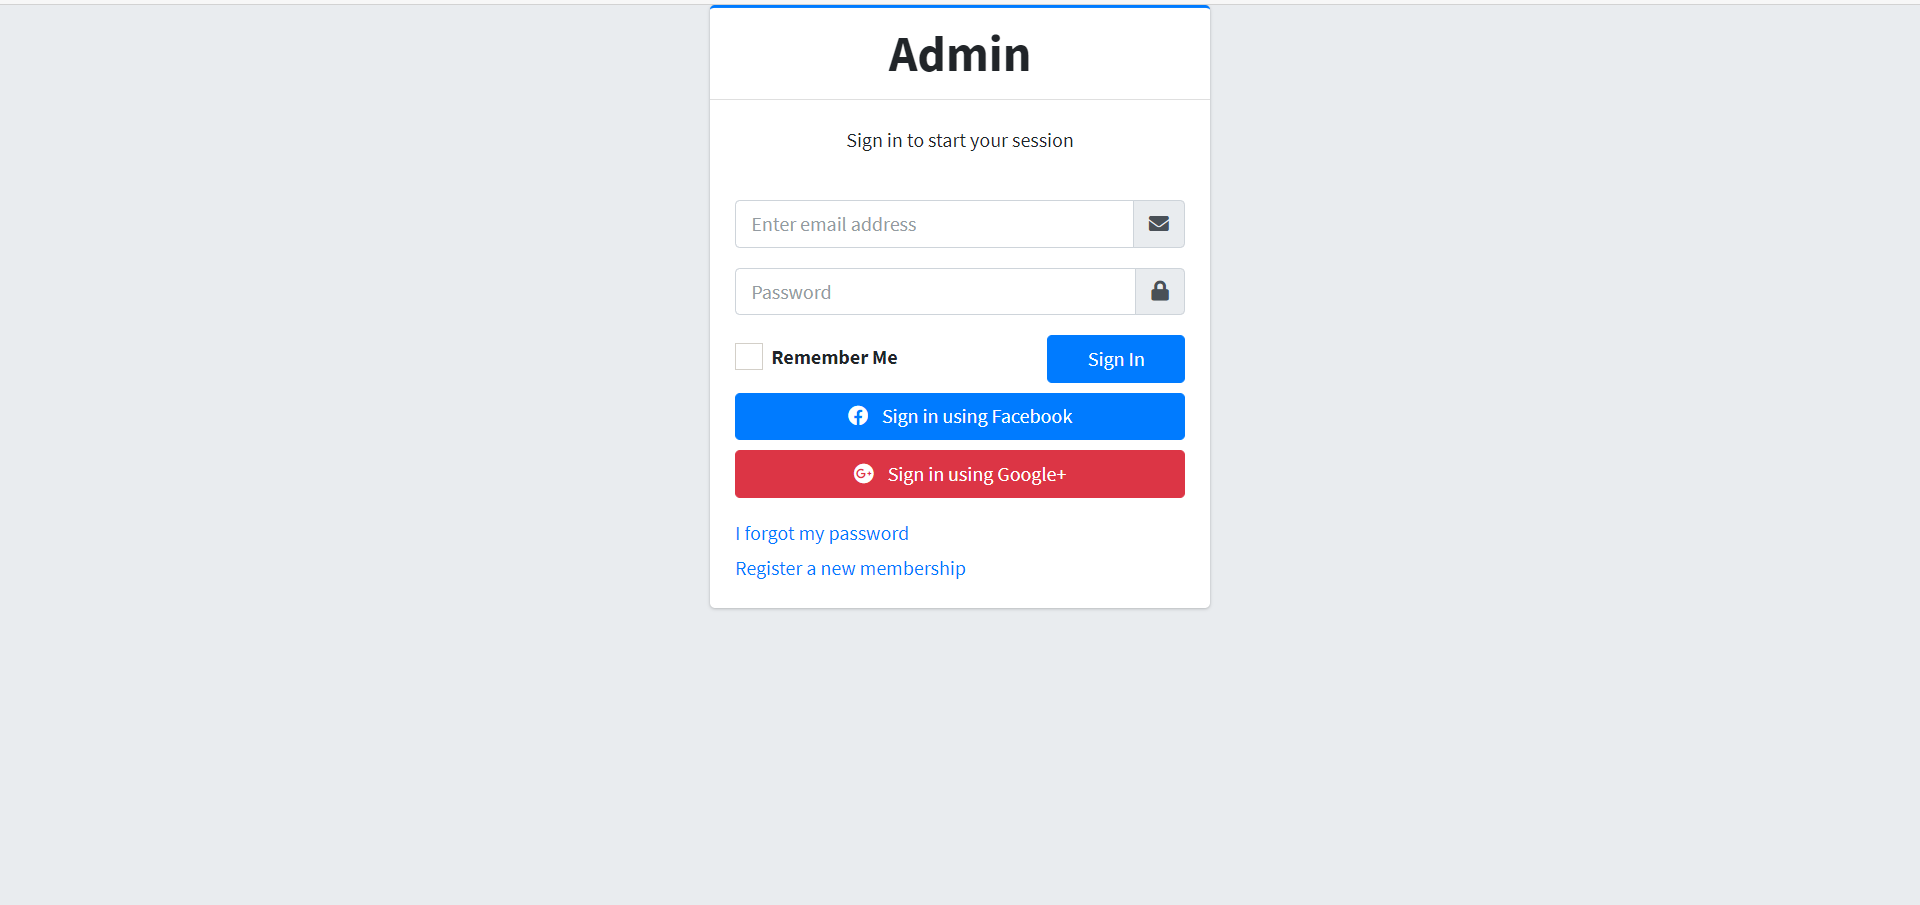 Admin
Sign in to start your session
Enter email address
Password
Remember Me
Sign In
Sign in using Facebook
Sign in using Google+
I forgot my password
Register a new membership